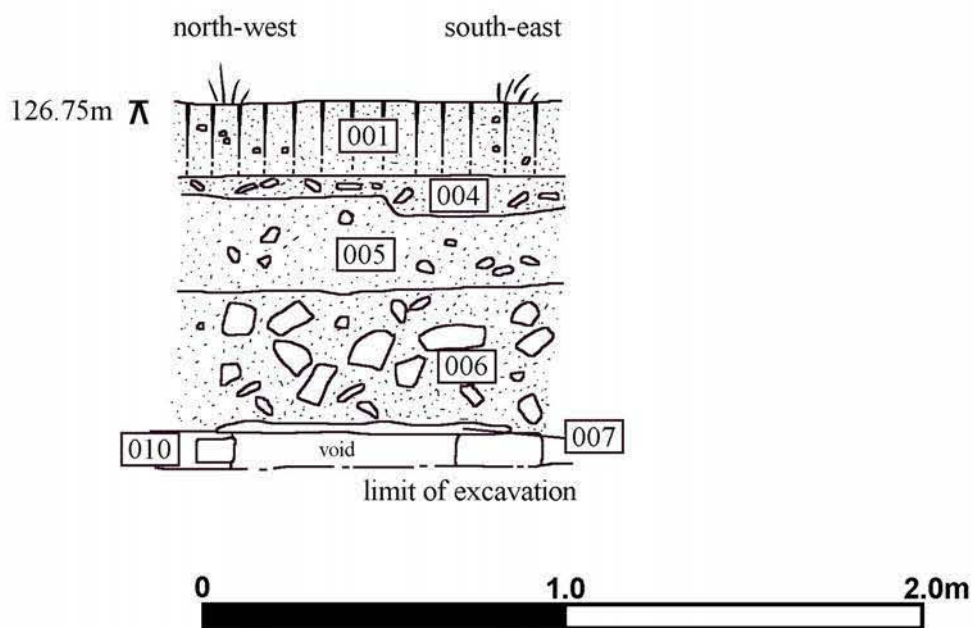 north-west south-east
126.75m
001
004
005
006
007
010
void
limit of excavation
0 1.0 2.0m